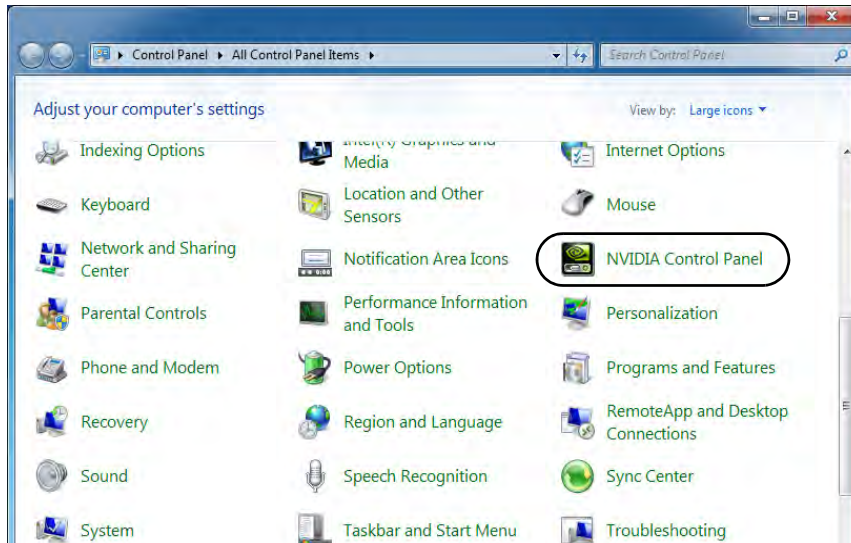 Control Panel ▸ All Control Panel Items ▸
Search Control Panel
Adjust your computer's settings
View by: Large icons
Indexing Options
Intel(R) Graphics and
Media
Internet Options
Keyboard
Location and Other
Sensors
Mouse
Network and Sharing
Center
Notification Area Icons
NVIDIA Control Panel
Parental Controls
Performance Information
and Tools
Personalization
Phone and Modem
Power Options
Programs and Features
Recovery
Region and Language
RemoteApp and Desktop
Connections
Sound
Speech Recognition
Sync Center
System
Taskbar and Start Menu
Troubleshooting